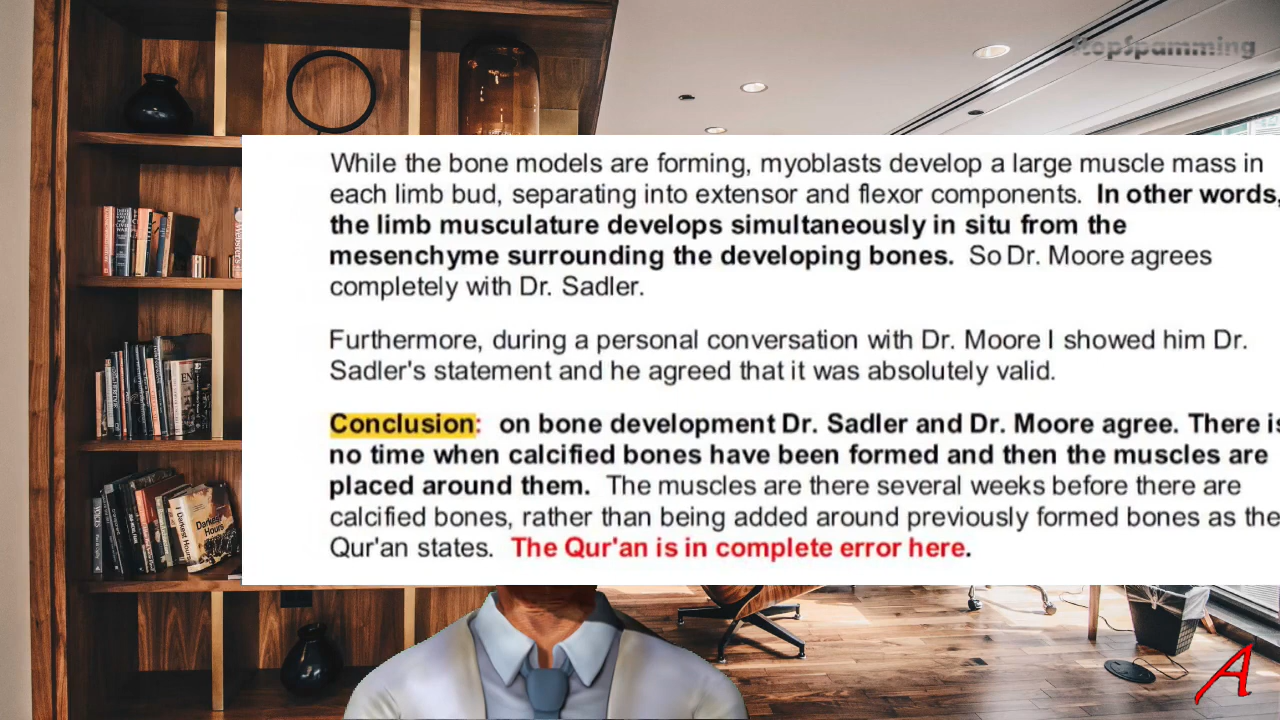 StopSpamming
While the bone models are forming, myoblasts develop a large muscle mass in
each limb bud, separating into extensor and flexor components. In other words,
the limb musculature develops simultaneously in situ from the
mesenchyme surrounding the developing bones. So Dr. Moore agrees
completely with Dr. Sadler.
Furthermore, during a personal conversation with Dr. Moore I showed him Dr.
Sadler's statement and he agreed that it was absolutely valid.
Conclusion: on bone development Dr. Sadler and Dr. Moore agree. There is
no time when calcified bones have been formed and then the muscles are
placed around them. The muscles are there several weeks before there are
calcified bones, rather than being added around previously formed bones as the
Qur'an states. The Qur'an is in complete error here.
Darkest
Hours
A